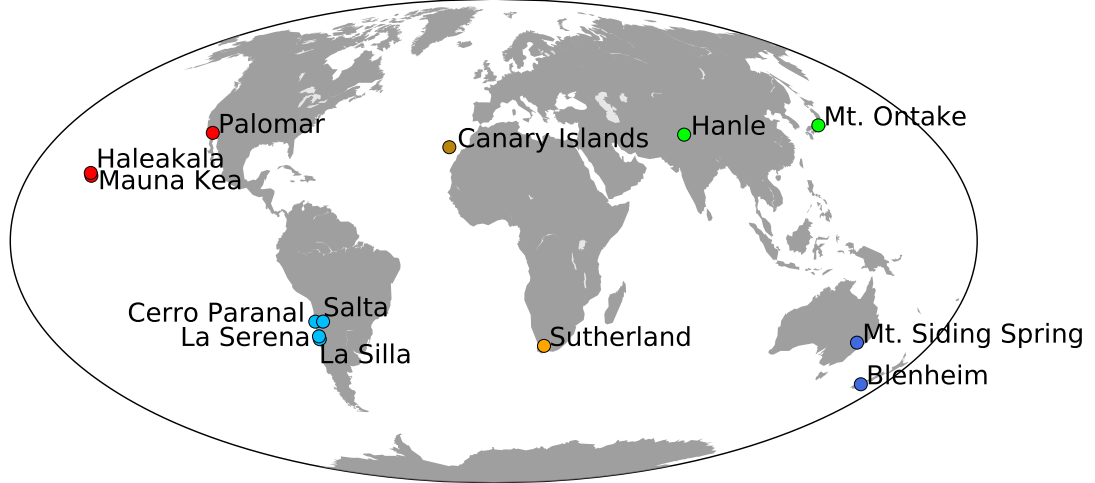 Palomar
Mt. Ontake
Hanle
Canary Islands
Haleakala
Mauna Kea
Cerro Paranal
Salta
La Serena
La Silla
Sutherland
Mt. Siding Spring
Blenheim